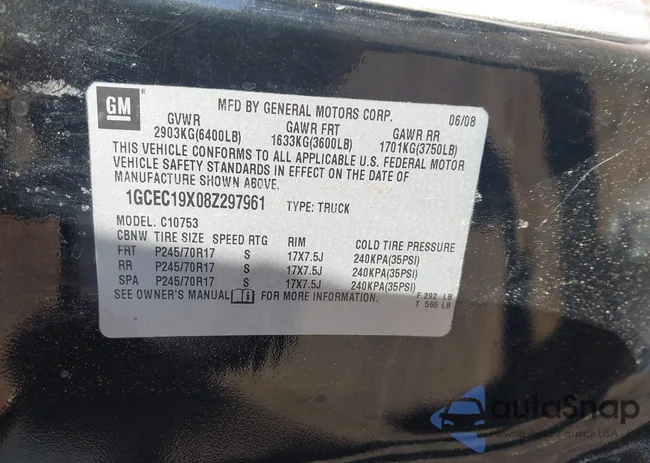 GM
MFD BY GENERAL MOTORS CORP. 06/08
GVWR GAWR FRT GAWR RR
2903KG(6400LB) 1633KG(3600LB) 1701KG(3750LB)
THIS VEHICLE CONFORMS TO ALL APPLICABLE U.S. FEDERAL MOTOR
VEHICLE SAFETY STANDARDS IN EFFECT ON THE DATE OF
MANUFACTURE SHOWN ABOVE.
1GCEC19X08Z297961 TYPE: TRUCK
MODEL: C10753
CBNW TIRE SIZE SPEED RTG RIM COLD TIRE PRESSURE
FRT P245/70R17 S 17X7.5J 240KPA(35PSI)
RR P245/70R17 S 17X7.5J 240KPA(35PSI)
SPA P245/70R17 S 17X7.5J 240KPA(35PSI)
SEE OWNER'S MANUAL FOR MORE INFORMATION. F 292 LB
T 565 LB
autoSnap